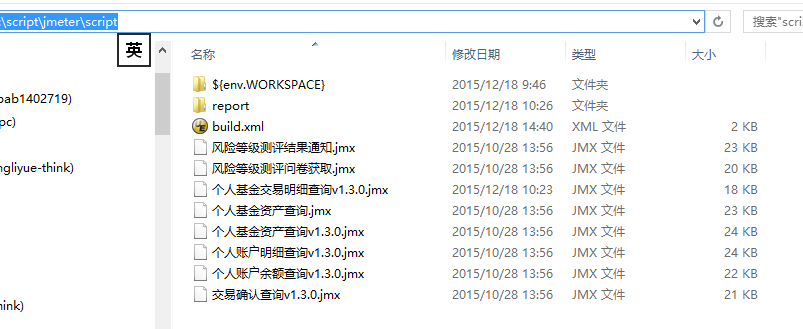 \script\jmeter\script
搜索"scri
英
名称 修改日期 类型 大小
${env.WORKSPACE} 2015/12/18 9:46 文件夹
report 2015/12/18 10:26 文件夹
build.xml 2015/12/18 14:40 XML 文件 2 KB
风险等级测评结果通知.jmx 2015/10/28 13:56 JMX 文件 23 KB
风险等级测评问卷获取.jmx 2015/10/28 13:56 JMX 文件 20 KB
个人基金交易明细查询v1.3.0.jmx 2015/12/18 10:23 JMX 文件 18 KB
个人基金资产查询.jmx 2015/10/28 13:56 JMX 文件 23 KB
个人基金资产查询v1.3.0.jmx 2015/10/28 13:56 JMX 文件 24 KB
个人账户明细查询v1.3.0.jmx 2015/10/28 13:56 JMX 文件 24 KB
个人账户余额查询v1.3.0.jmx 2015/10/28 13:56 JMX 文件 22 KB
交易确认查询v1.3.0.jmx 2015/10/28 13:56 JMX 文件 21 KB
bab1402719)
pc)
ngliyue-think)
hink)